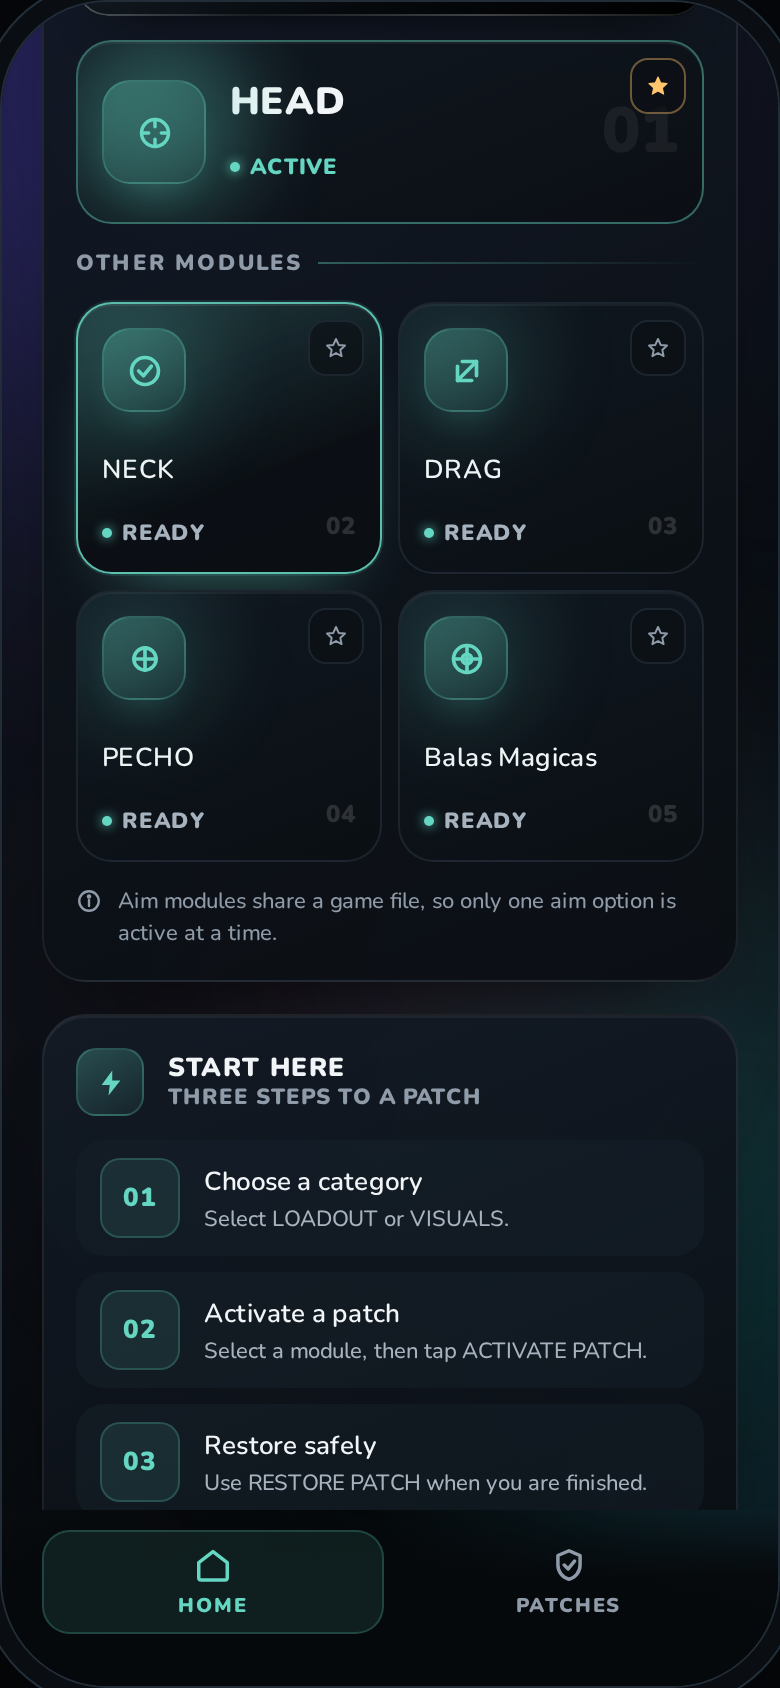 HEAD
01
ACTIVE
OTHER MODULES
NECK
READY
02
DRAG
READY
03
PECHO
READY
04
Balas Magicas
READY
05
Aim modules share a game file, so only one aim option is
active at a time.
START HERE
THREE STEPS TO A PATCH
01
Choose a category
Select LOADOUT or VISUALS.
02
Activate a patch
Select a module, then tap ACTIVATE PATCH.
03
Restore safely
Use RESTORE PATCH when you are finished.
HOME
PATCHES